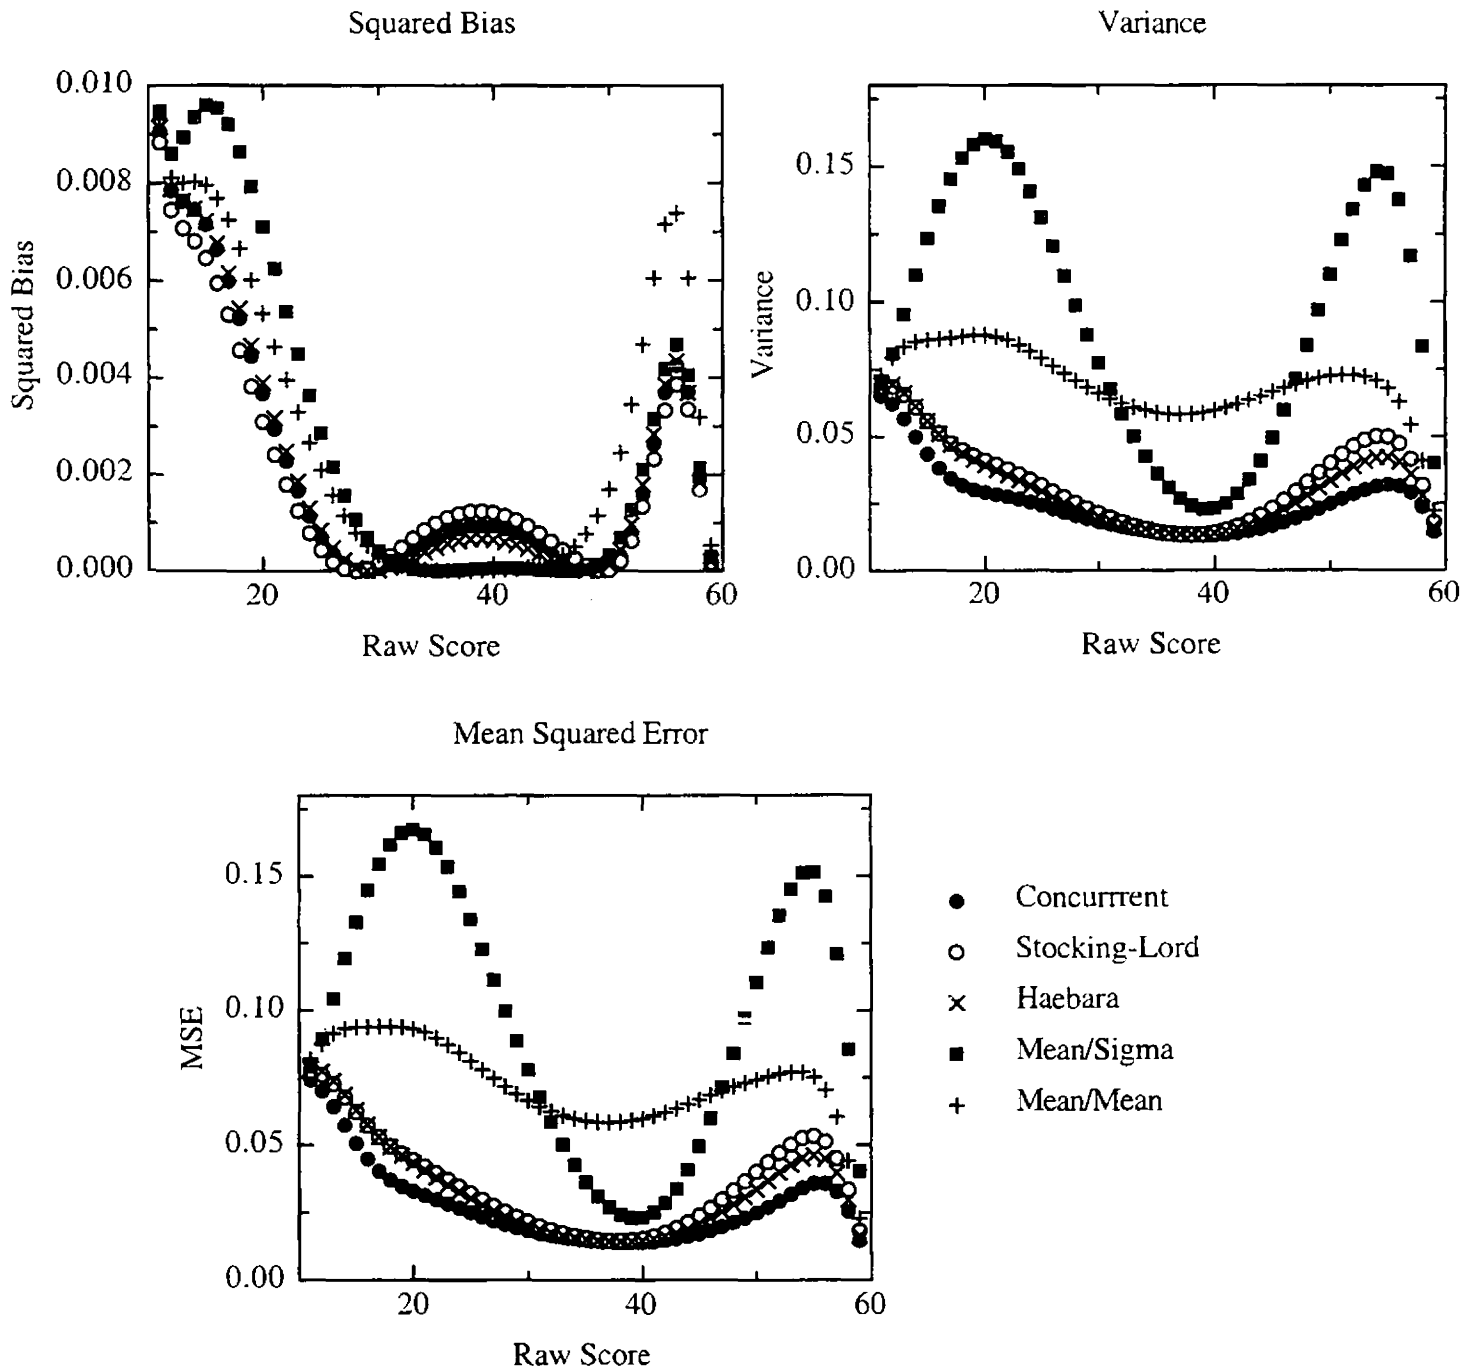 Squared Bias
Variance
Squared Bias
0.010
0.008
0.006
0.004
0.002
0.000
20
40
60
Raw Score
Variance
0.15
0.10
0.05
0.00
20
40
60
Raw Score
Mean Squared Error
MSE
0.15
0.10
0.05
0.00
20
40
60
Raw Score
Concurrrent
Stocking-Lord
Haebara
Mean/Sigma
Mean/Mean